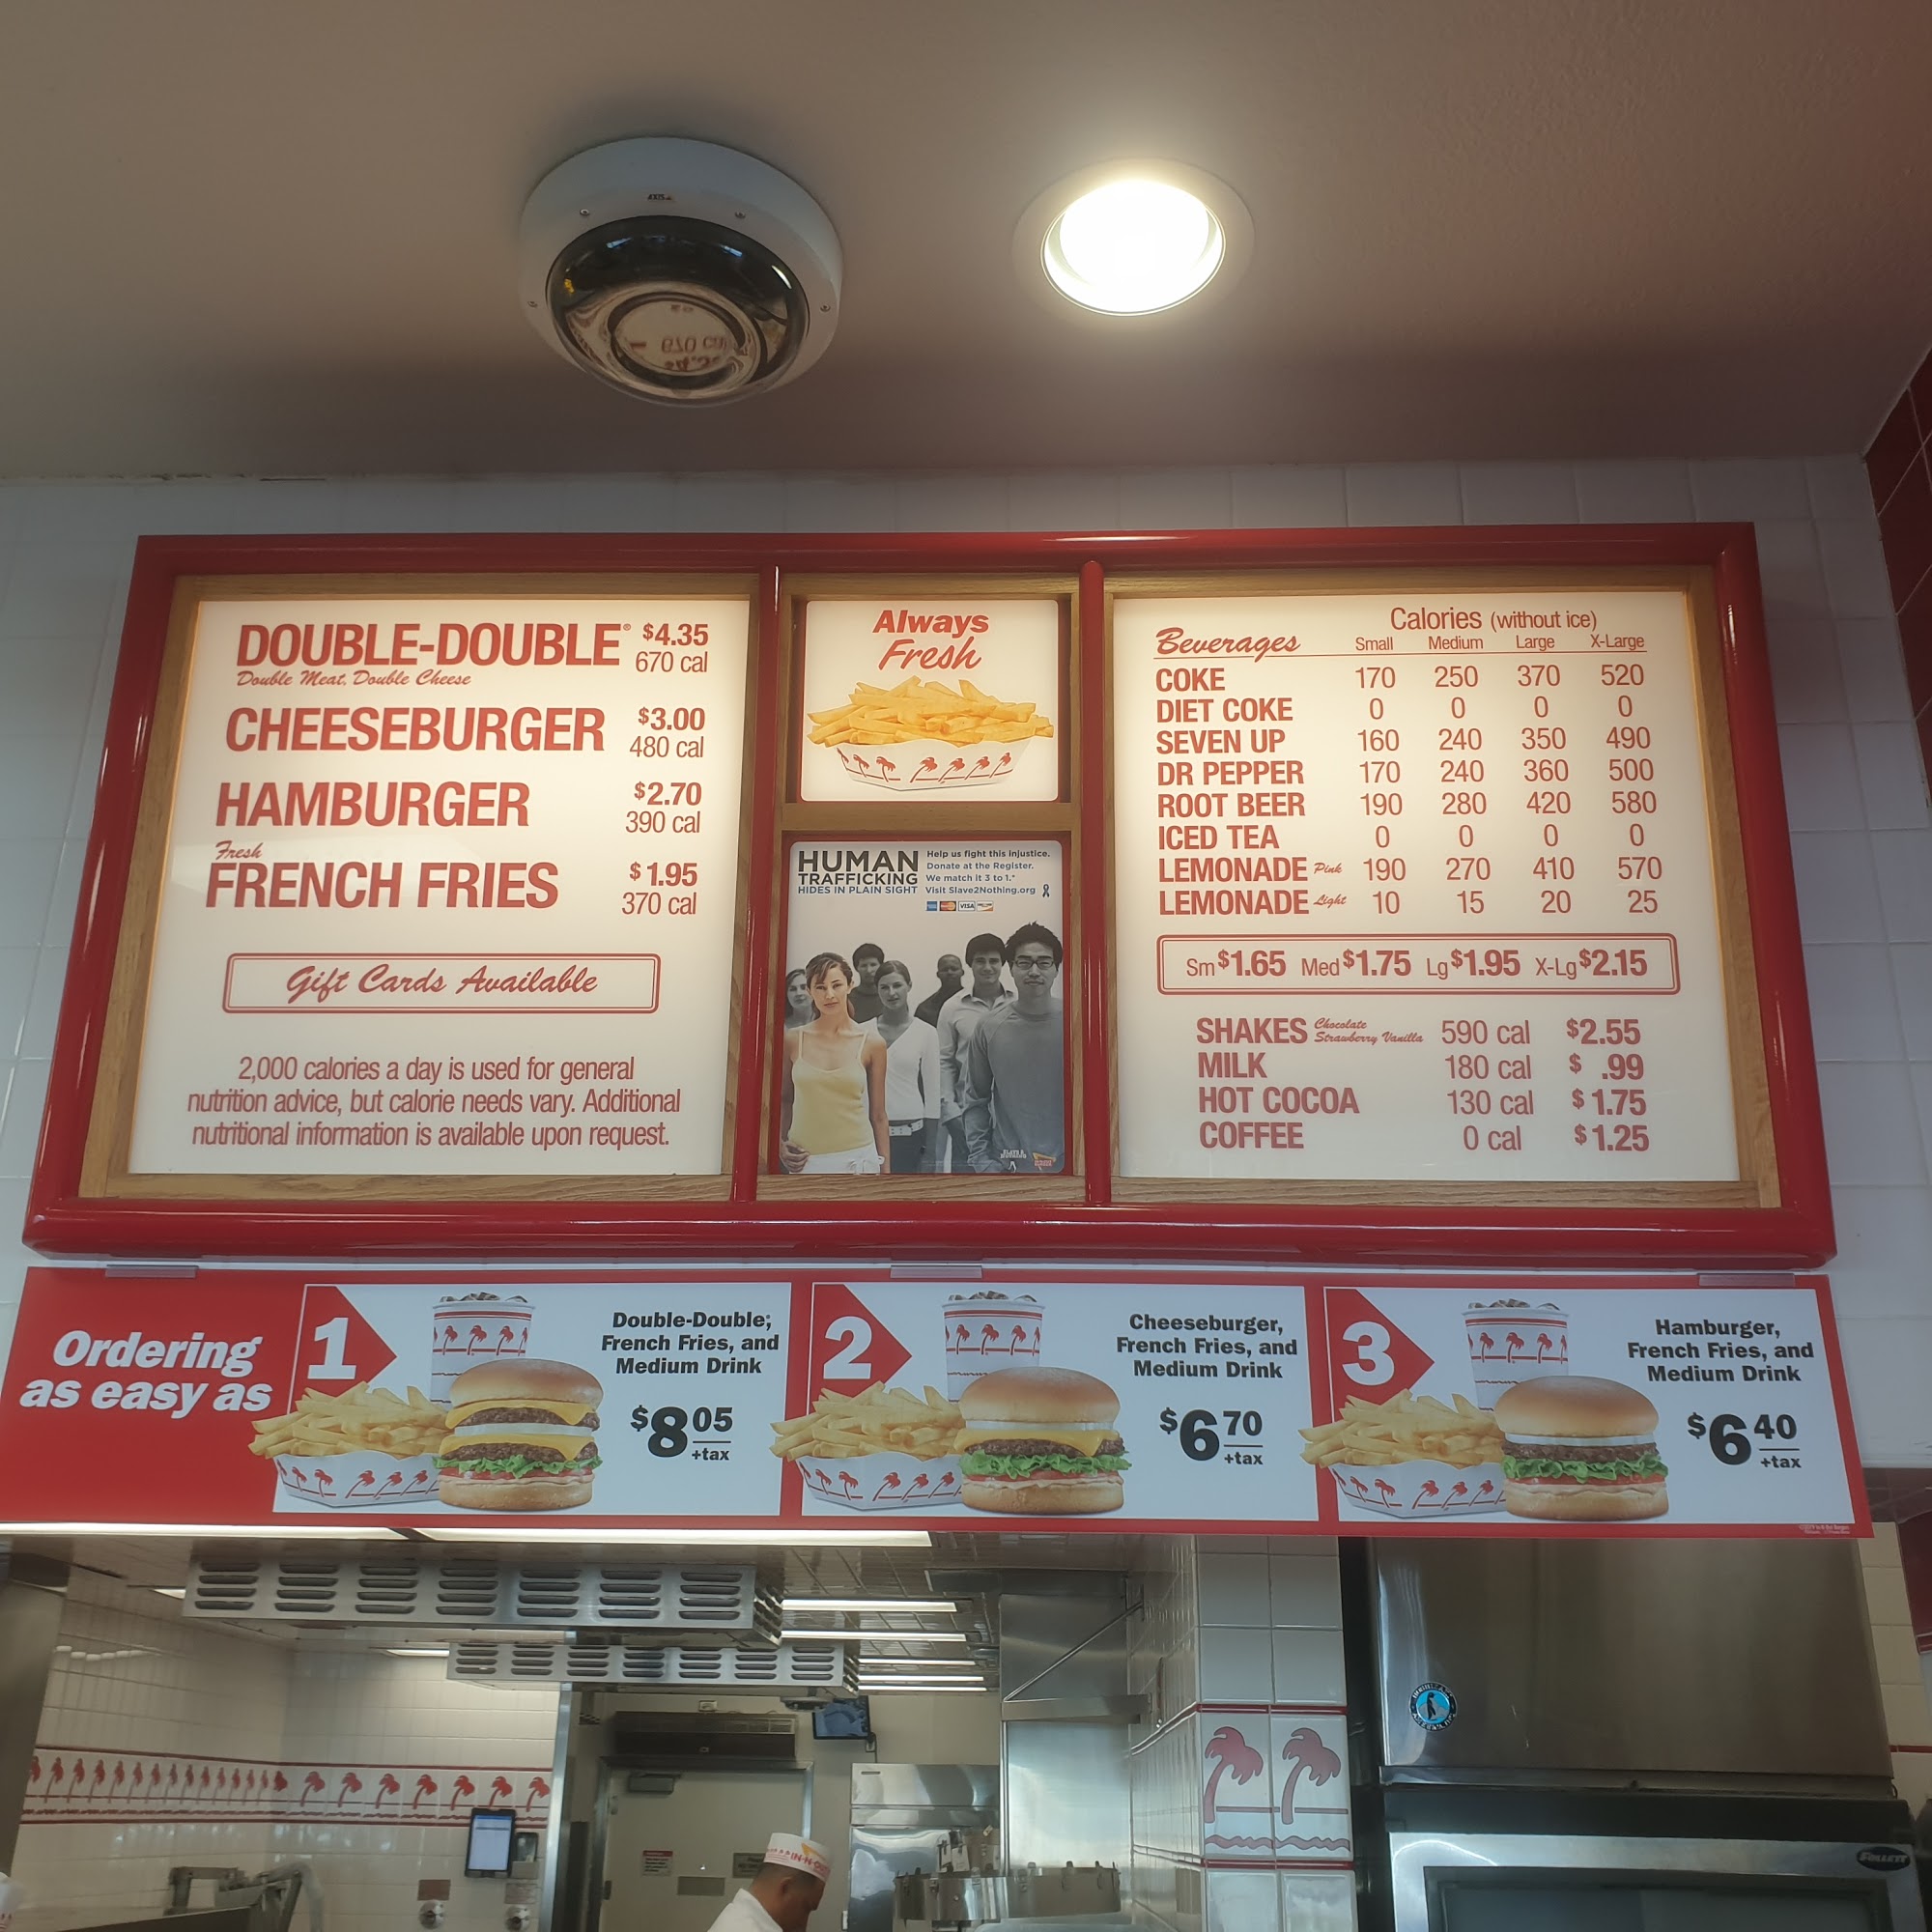 AXIS
DOUBLE-DOUBLE® $4.35
Double Meat, Double Cheese 670 cal
CHEESEBURGER $3.00
480 cal
HAMBURGER $2.70
390 cal
Fresh
FRENCH FRIES $1.95
370 cal
Gift Cards Available
2,000 calories a day is used for general
nutrition advice, but calorie needs vary. Additional
nutritional information is available upon request.
Always
Fresh
HUMAN
TRAFFICKING
HIDES IN PLAIN SIGHT
Help us fight this injustice.
Donate at the Register.
We match it 3 to 1.*
Visit Slave2Nothing.org
VISA
Calories (without ice)
Beverages Small Medium Large X-Large
COKE 170 250 370 520
DIET COKE 0 0 0 0
SEVEN UP 160 240 350 490
DR PEPPER 170 240 360 500
ROOT BEER 190 280 420 580
ICED TEA 0 0 0 0
LEMONADE Pink 190 270 410 570
LEMONADE Light 10 15 20 25
Sm $1.65 Med $1.75 Lg $1.95 X-Lg $2.15
SHAKES Chocolate Strawberry Vanilla 590 cal $2.55
MILK 180 cal $ .99
HOT COCOA 130 cal $1.75
COFFEE 0 cal $1.25
Ordering
as easy as
1
Double-Double,®
French Fries, and
Medium Drink
$8 05
+tax
2
Cheeseburger,
French Fries, and
Medium Drink
$6 70
+tax
3
Hamburger,
French Fries, and
Medium Drink
$6 40
+tax
IN-N-OUT
FOLLETT